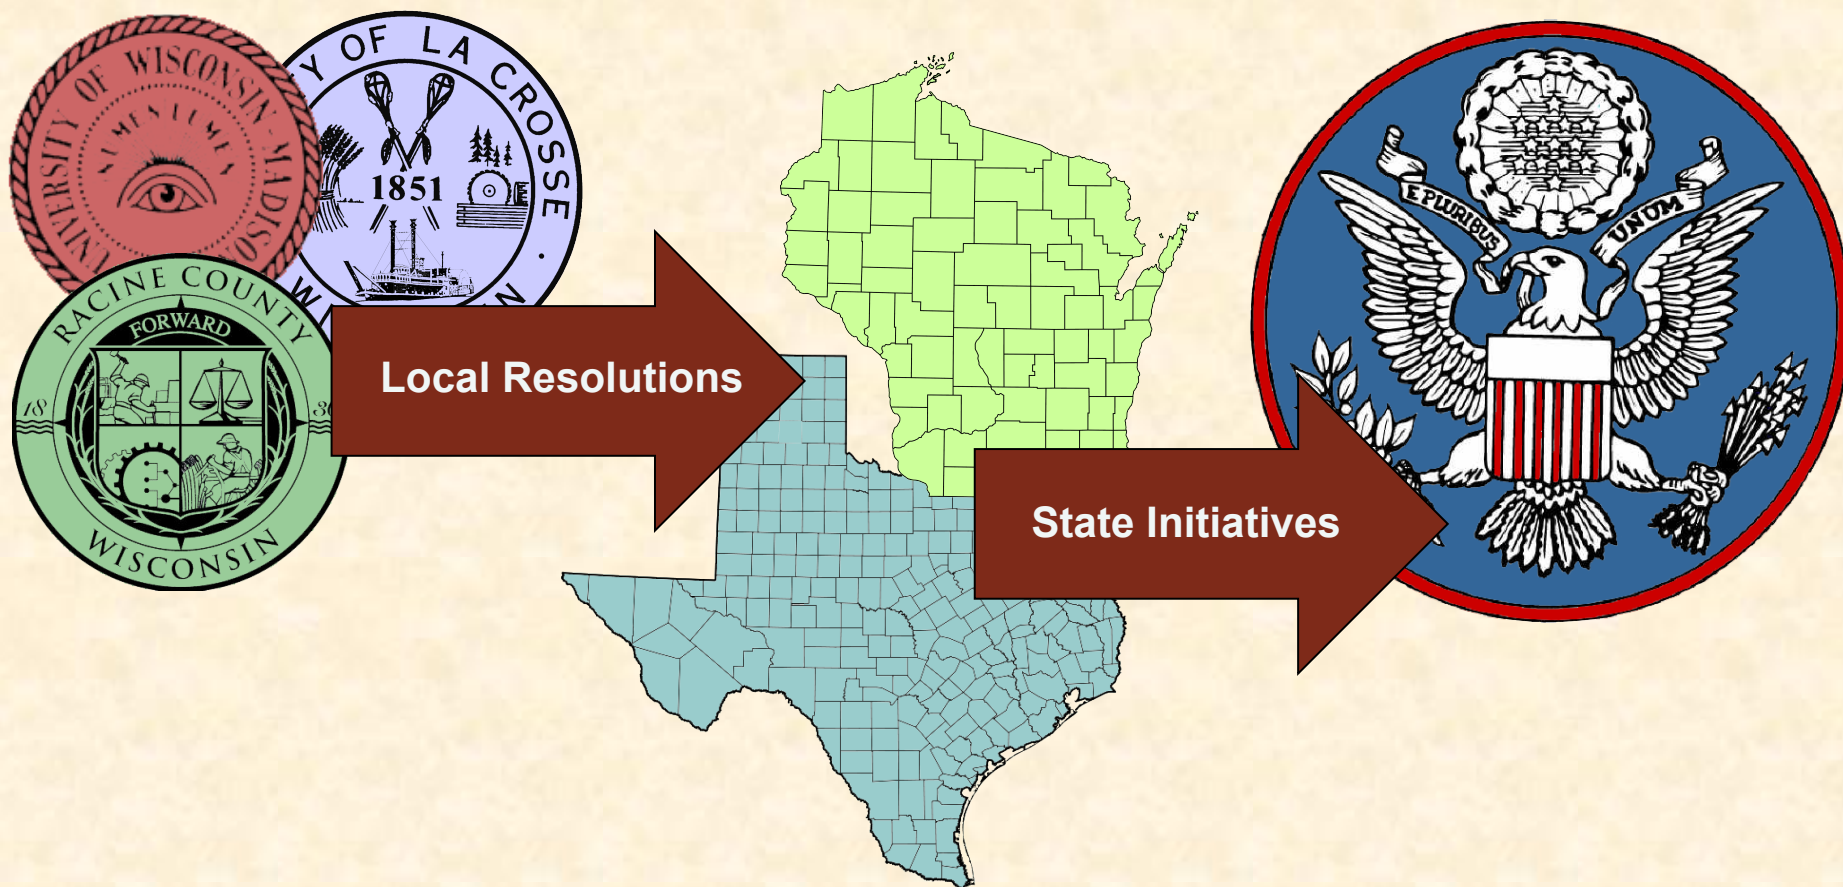 UNIVERSITY OF WISCONSIN-MADISON
NUMEN LUMEN
Y OF LA CROSSE
1851
RACINE COUNTY
FORWARD
18
WISCONSIN
Local Resolutions
State Initiatives
E PLURIBUS
UNUM